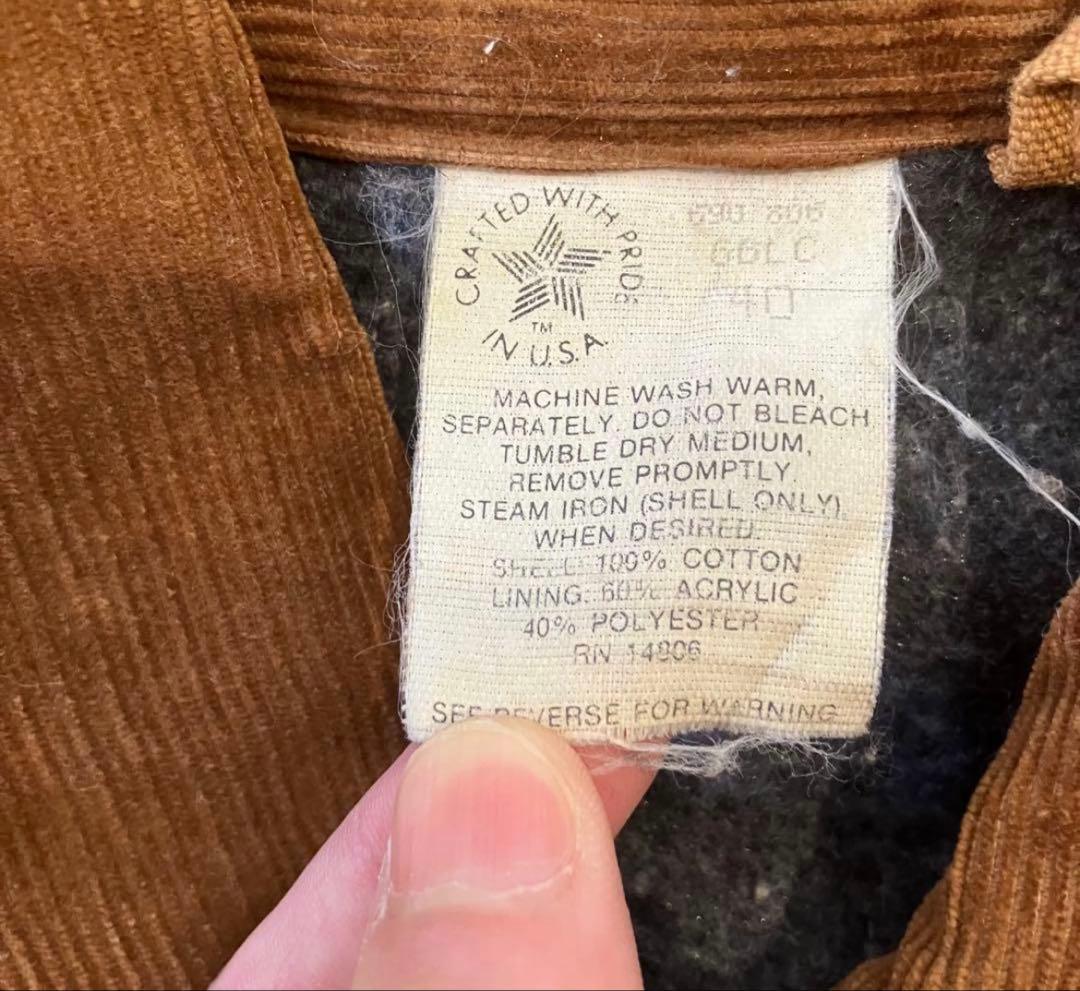 CRAFTED WITH PRIDE
TM
IN U.S.A.
40
MACHINE WASH WARM,
SEPARATELY. DO NOT BLEACH
TUMBLE DRY MEDIUM,
REMOVE PROMPTLY.
STEAM IRON (SHELL ONLY)
WHEN DESIRED.
SHELL: 100% COTTON
LINING: 60% ACRYLIC
40% POLYESTER
RN 14806
SEE REVERSE FOR WARNING